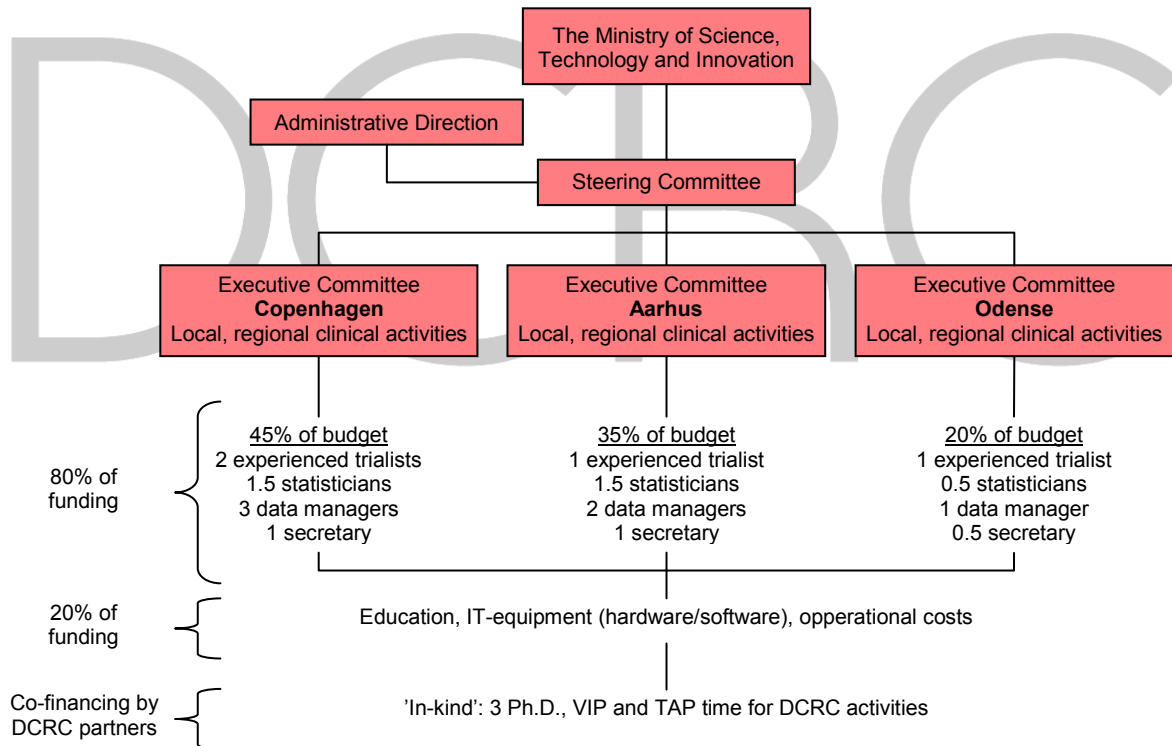 DCRC
The Ministry of Science,
Technology and Innovation
Administrative Direction
Steering Committee
Executive Committee
Copenhagen
Local, regional clinical activities
Executive Committee
Aarhus
Local, regional clinical activities
Executive Committee
Odense
Local, regional clinical activities
80% of
funding
45% of budget
2 experienced trialists
1.5 statisticians
3 data managers
1 secretary
35% of budget
1 experienced trialist
1.5 statisticians
2 data managers
1 secretary
20% of budget
1 experienced trialist
0.5 statisticians
1 data manager
0.5 secretary
20% of
funding
Education, IT-equipment (hardware/software), opperational costs
Co-financing by
DCRC partners
’In-kind’: 3 Ph.D., VIP and TAP time for DCRC activities